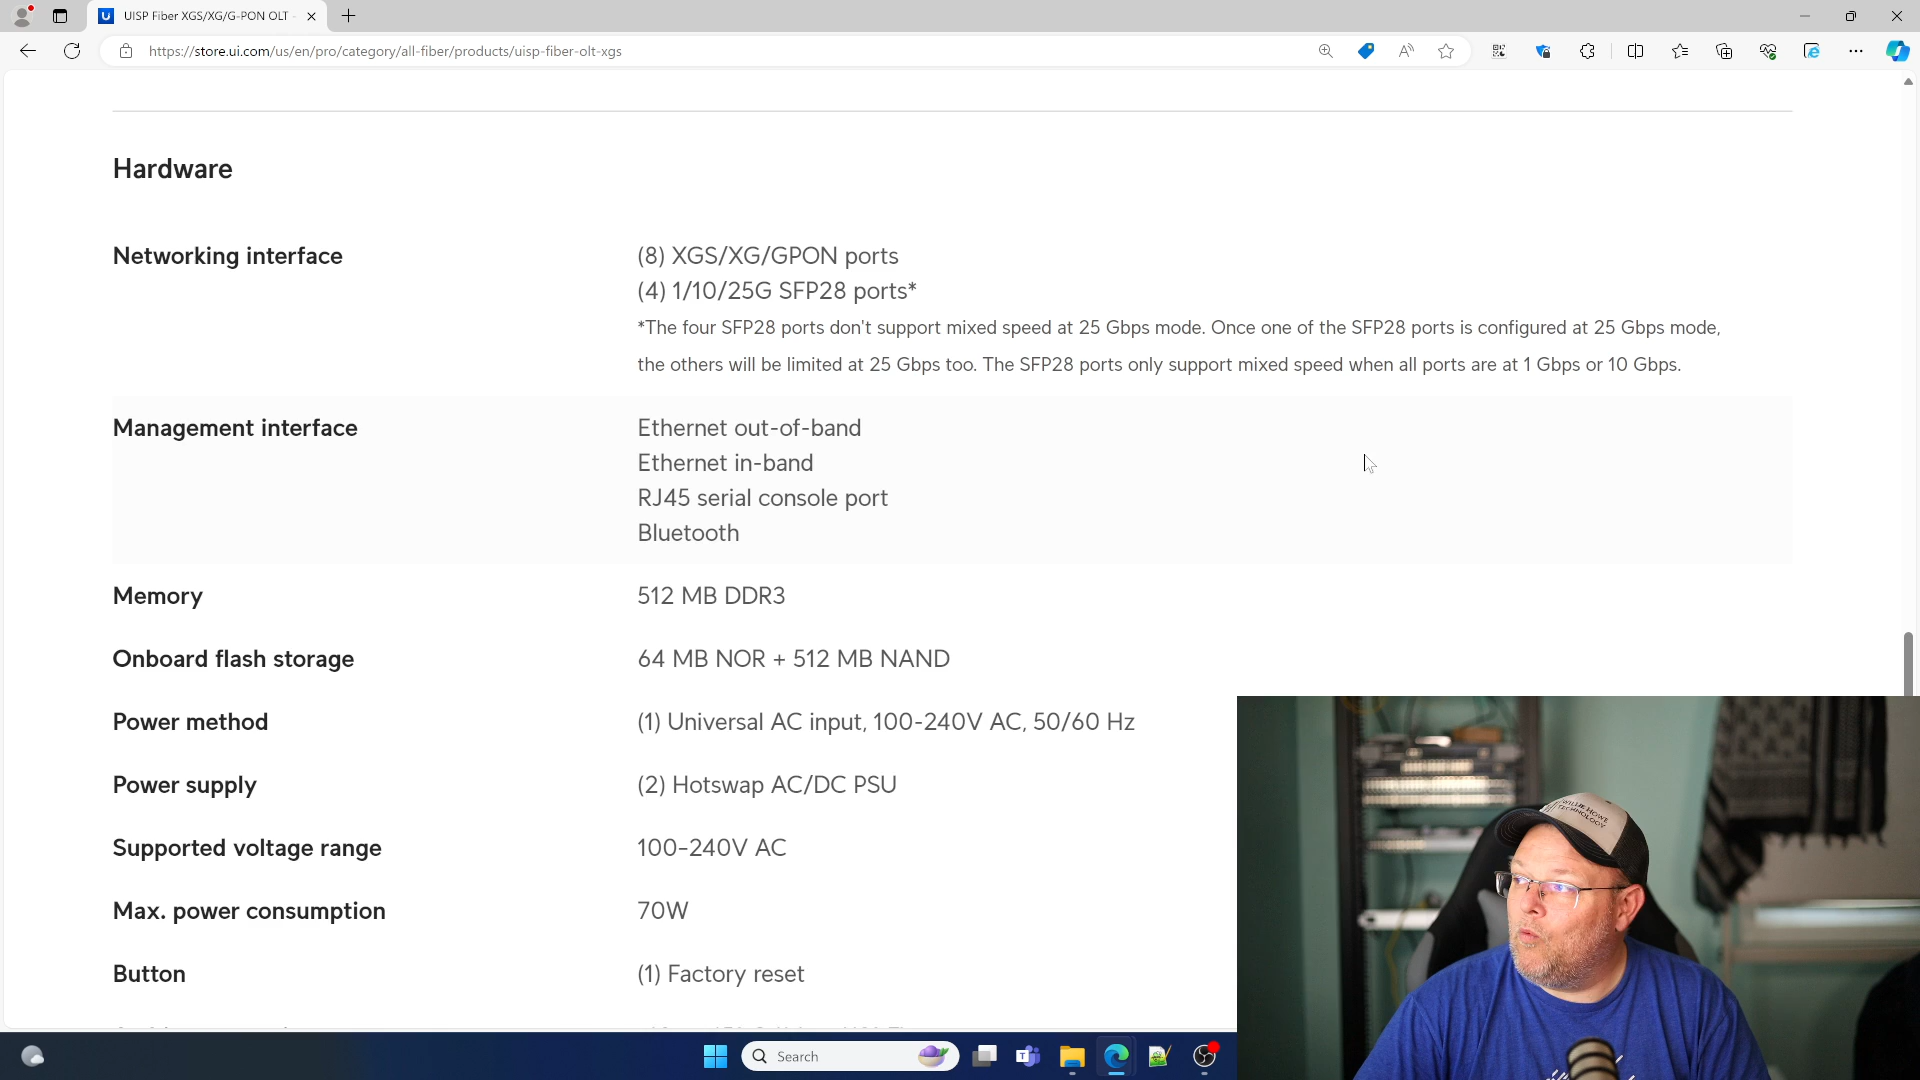 UISP Fiber XGS/XG/G-PON OLT -
https://store.ui.com/us/en/pro/category/all-fiber/products/uisp-fiber-olt-xgs
Hardware
Networking interface
(8) XGS/XG/GPON ports
(4) 1/10/25G SFP28 ports*
*The four SFP28 ports don't support mixed speed at 25 Gbps mode. Once one of the SFP28 ports is configured at 25 Gbps mode,
the others will be limited at 25 Gbps too. The SFP28 ports only support mixed speed when all ports are at 1 Gbps or 10 Gbps.
Management interface
Ethernet out-of-band
Ethernet in-band
RJ45 serial console port
Bluetooth
Memory
512 MB DDR3
Onboard flash storage
64 MB NOR + 512 MB NAND
Power method
(1) Universal AC input, 100-240V AC, 50/60 Hz
Power supply
(2) Hotswap AC/DC PSU
Supported voltage range
100-240V AC
Max. power consumption
70W
Button
(1) Factory reset
WILLIE HOWE
TECHNOLOGY
Search